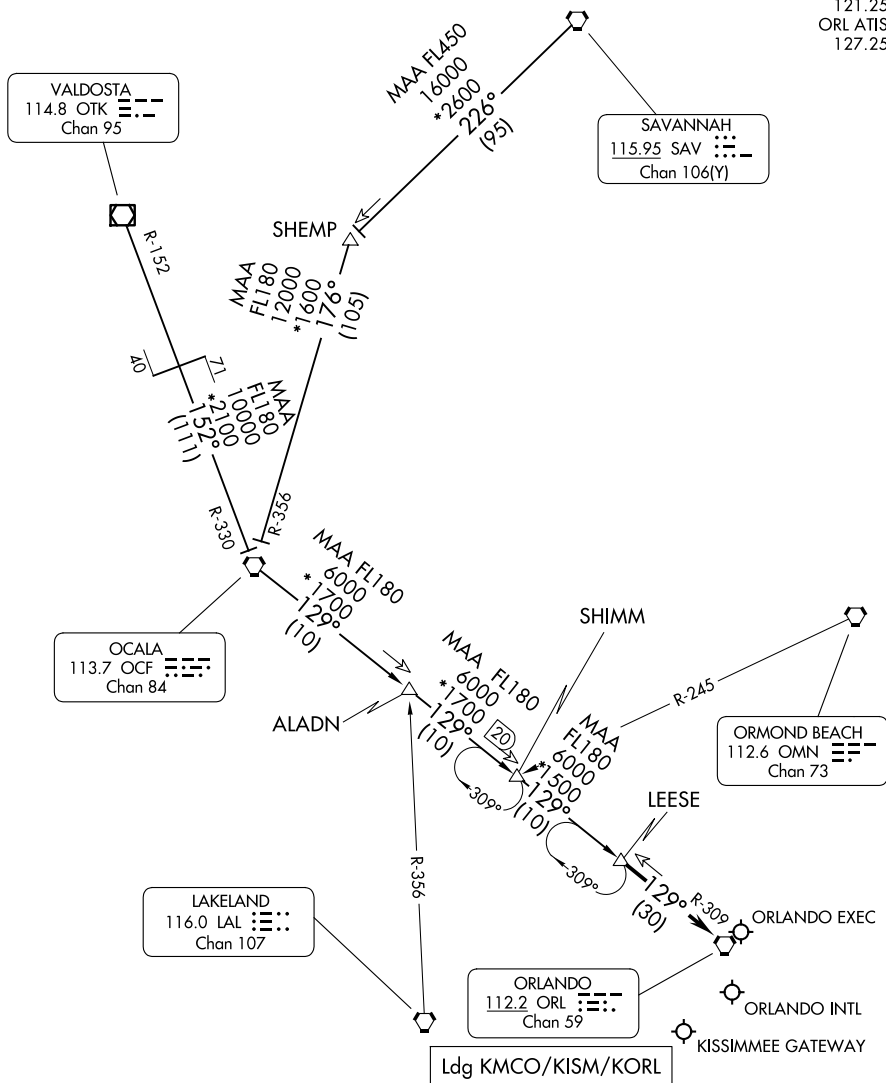 121.25
ORL ATIS
127.25
VALDOSTA
114.8 OTK
Chan 95
SAVANNAH
115.95 SAV
Chan 106(Y)
MAA FL450
16000
*2600
226°
(95)
SHEMP
R-152
MAA
FL180
12000
*1600
176°
(105)
40
71
MAA
FL180
10000
*2100
152°
(111)
R-330
R-356
OCALA
113.7 OCF
Chan 84
MAA FL180
6000
*1700
129°
(10)
ALADN
MAA FL180
6000
*1700
129°
(10)
20
SHIMM
309°
MAA
FL180
6000
*1500
129°
(10)
R-245
ORMOND BEACH
112.6 OMN
Chan 73
LEESE
309°
129°
(30)
R-309
R-356
LAKELAND
116.0 LAL
Chan 107
ORLANDO
112.2 ORL
Chan 59
ORLANDO EXEC
ORLANDO INTL
KISSIMMEE GATEWAY
Ldg KMCO/KISM/KORL